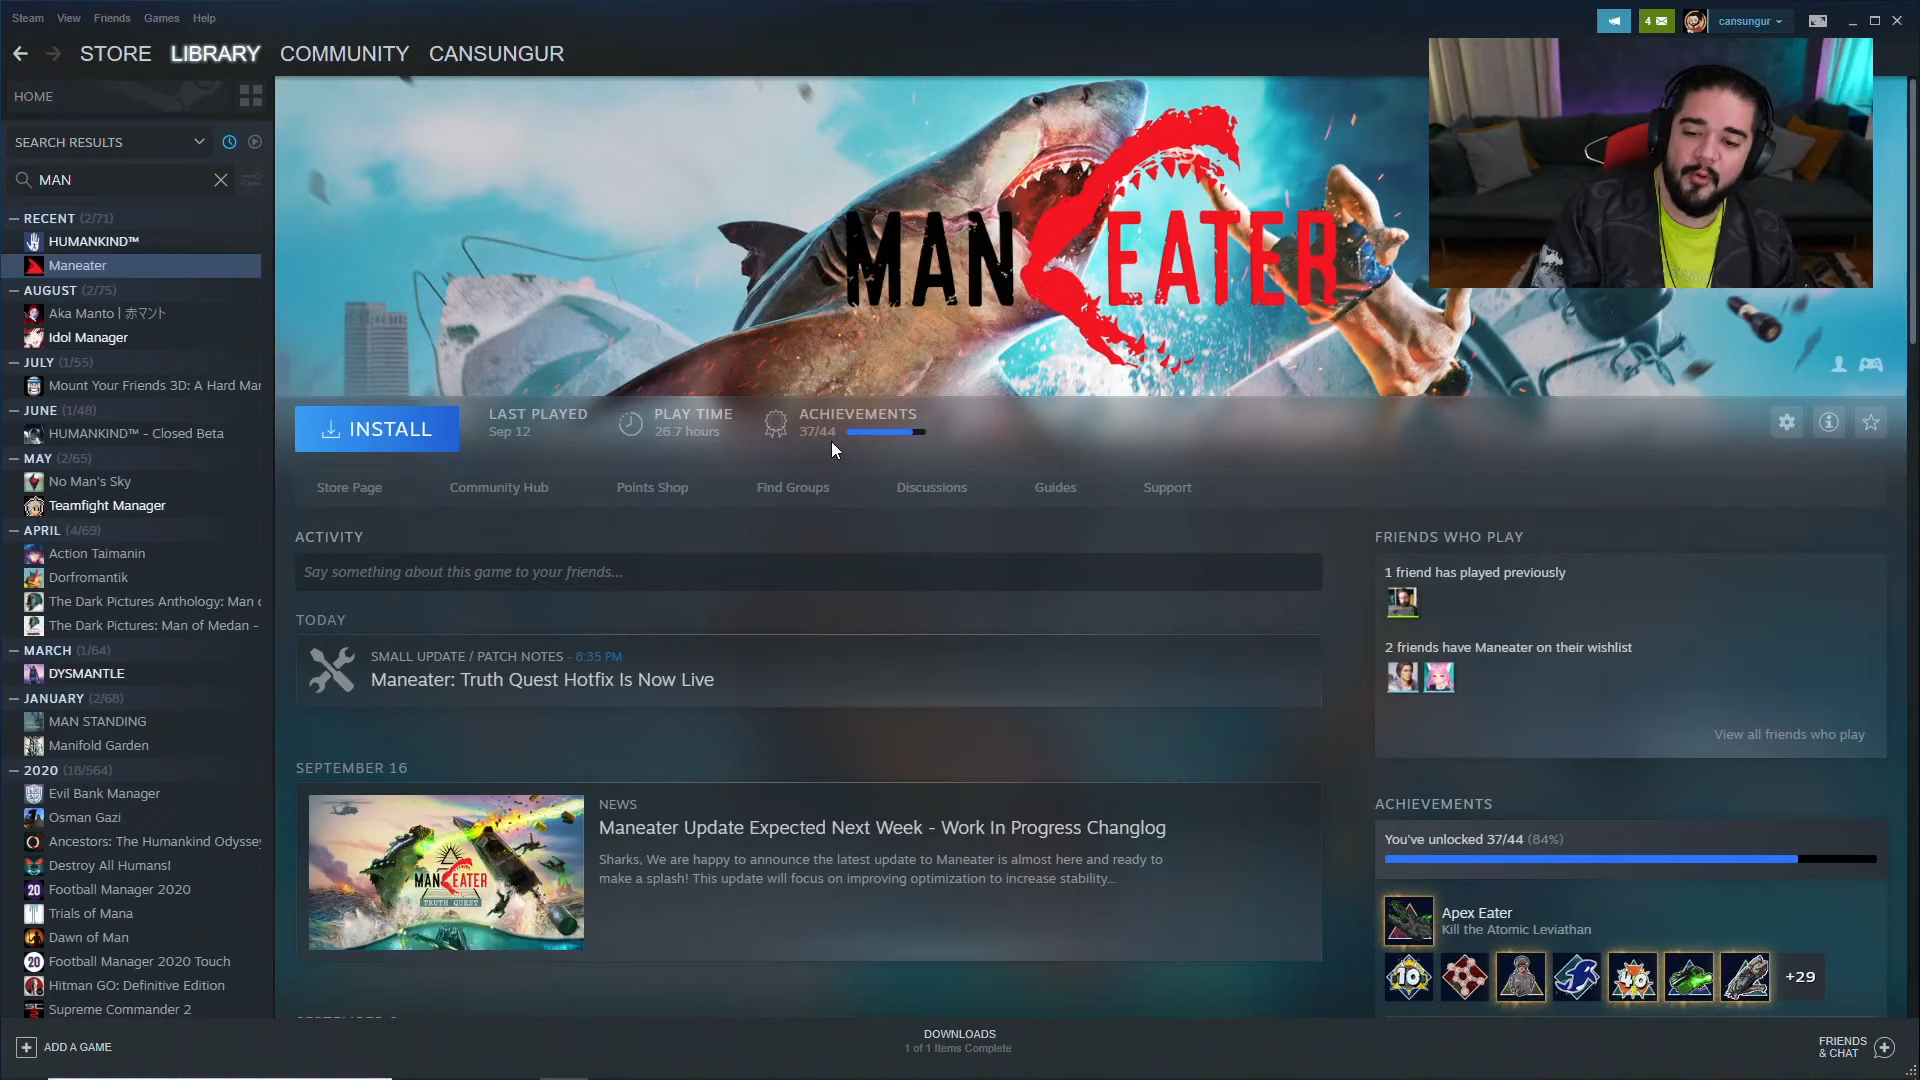 Steam View Friends Games Help
4
cansungur
STORE LIBRARY COMMUNITY CANSUNGUR
HOME
SEARCH RESULTS
MAN
RECENT (2/71)
HUMANKIND™
Maneater
AUGUST (2/75)
Aka Manto | 赤マント
Idol Manager
JULY (1/55)
Mount Your Friends 3D: A Hard Mar
JUNE (1/48)
HUMANKIND™ - Closed Beta
MAY (2/65)
No Man's Sky
Teamfight Manager
APRIL (4/69)
Action Taimanin
Dorfromantik
The Dark Pictures Anthology: Man
The Dark Pictures: Man of Medan -
MARCH (1/64)
DYSMANTLE
JANUARY (2/68)
MAN STANDING
Manifold Garden
2020 (18/564)
Evil Bank Manager
Osman Gazi
Ancestors: The Humankind Odyssey
Destroy All Humans!
Football Manager 2020
Trials of Mana
Dawn of Man
Football Manager 2020 Touch
Hitman GO: Definitive Edition
Supreme Commander 2
ADD A GAME
MAN EATER
INSTALL
LAST PLAYED
Sep 12
PLAY TIME
26.7 hours
ACHIEVEMENTS
37/44
Store Page Community Hub Points Shop Find Groups Discussions Guides Support
ACTIVITY
Say something about this game to your friends...
TODAY
SMALL UPDATE / PATCH NOTES - 8:35 PM
Maneater: Truth Quest Hotfix Is Now Live
SEPTEMBER 16
MAN EATER
TRUTH QUEST
NEWS
Maneater Update Expected Next Week - Work In Progress Changlog
Sharks, We are happy to announce the latest update to Maneater is almost here and ready to
make a splash! This update will focus on improving optimization to increase stability...
FRIENDS WHO PLAY
1 friend has played previously
2 friends have Maneater on their wishlist
View all friends who play
ACHIEVEMENTS
You've unlocked 37/44 (84%)
Apex Eater
Kill the Atomic Leviathan
10
40
+29
DOWNLOADS
1 of 1 Items Complete
FRIENDS
& CHAT